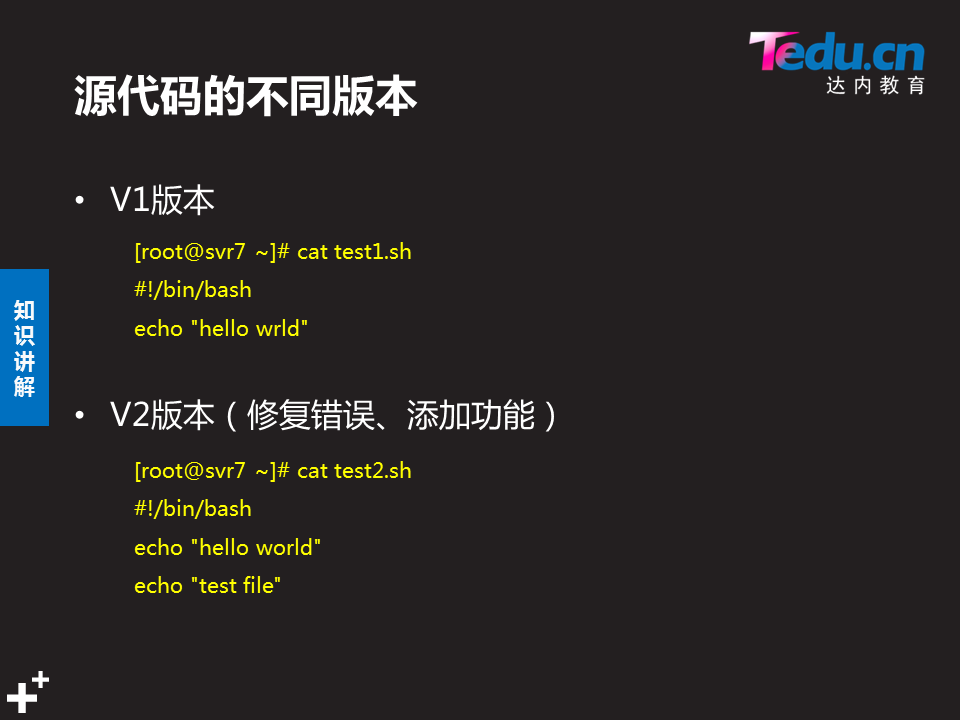 Tedu.cn
达内教育
源代码的不同版本
• V1版本
[root@svr7 ~]# cat test1.sh
#!/bin/bash
echo "hello wrld"
知识讲解
• V2版本（修复错误、添加功能）
[root@svr7 ~]# cat test2.sh
#!/bin/bash
echo "hello world"
echo "test file"